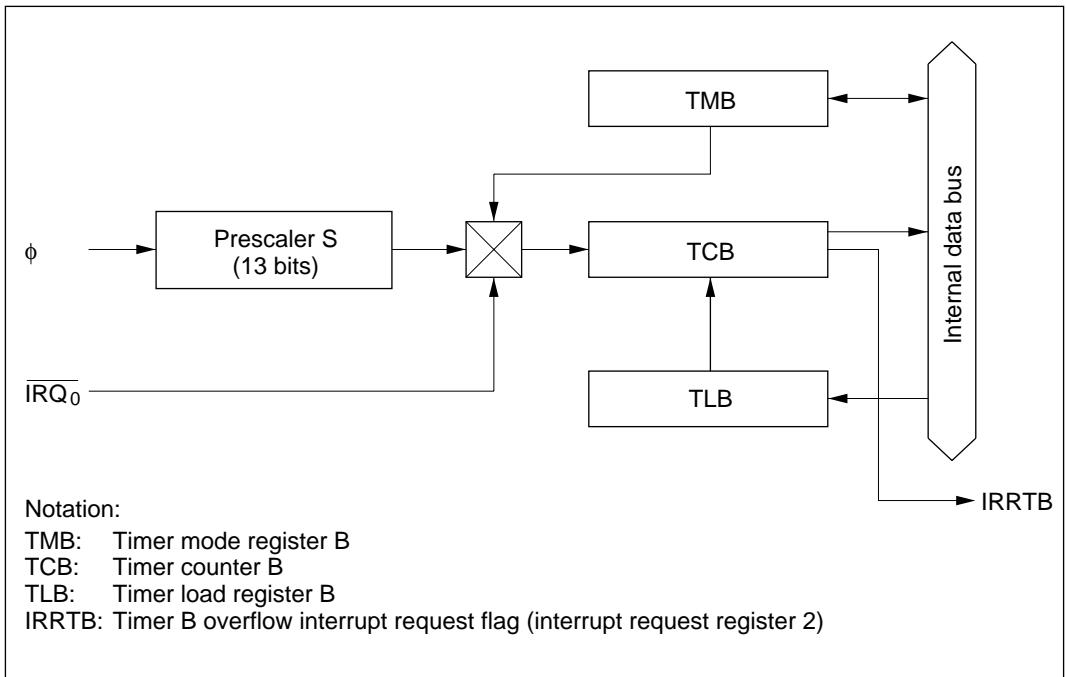 TMB
φ
Prescaler S
(13 bits)
TCB
Internal data bus
IRQ0
TLB
IRRTB
Notation:
TMB: Timer mode register B
TCB: Timer counter B
TLB: Timer load register B
IRRTB: Timer B overflow interrupt request flag (interrupt request register 2)